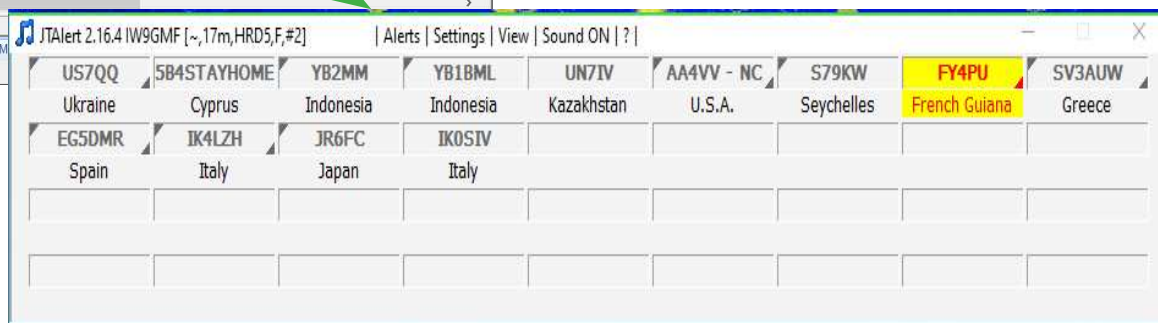 JTAlert 2.16.4 IW9GMF [~,17m,HRD5,F,#2] | Alerts | Settings | View | Sound ON | ? |
US7QQ 5B4STAYHOME YB2MM YB1BML UN7IV AA4VV - NC S79KW FY4PU SV3AUW
Ukraine Cyprus Indonesia Indonesia Kazakhstan U.S.A. Seychelles French Guiana Greece
EG5DMR IK4LZH JR6FC IK0SIV
Spain Italy Japan Italy